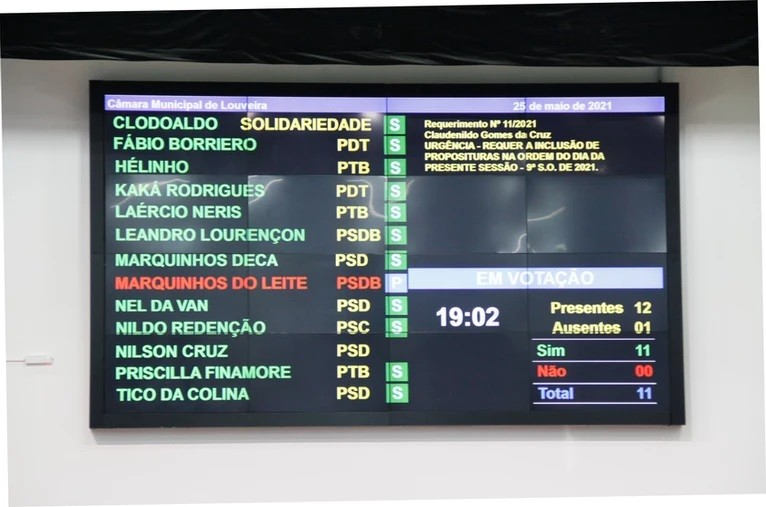 Câmara Municipal de Louveira 25 de maio de 2021
CLODOALDO SOLIDARIEDADE S
FÁBIO BORRIERO PDT S
HÉLINHO PTB S
KAKÁ RODRIGUES PDT S
LAÉRCIO NERIS PTB S
LEANDRO LOURENÇON PSDB S
MARQUINHOS DECA PSD S
MARQUINHOS DO LEITE PSDB P
NEL DA VAN PSD S
NILDO REDENÇÃO PSC S
NILSON CRUZ PSD
PRISCILLA FINAMORE PTB S
TICO DA COLINA PSD S
Requerimento Nº 11/2021
Claudenildo Gomes da Cruz
URGÊNCIA - REQUER A INCLUSÃO DE
PROPOSITURAS NA ORDEM DO DIA DA
PRESENTE SESSÃO - 9ª S.O. DE 2021.
EM VOTAÇÃO
19:02
Presentes 12
Ausentes 01
Sim 11
Não 00
Total 11